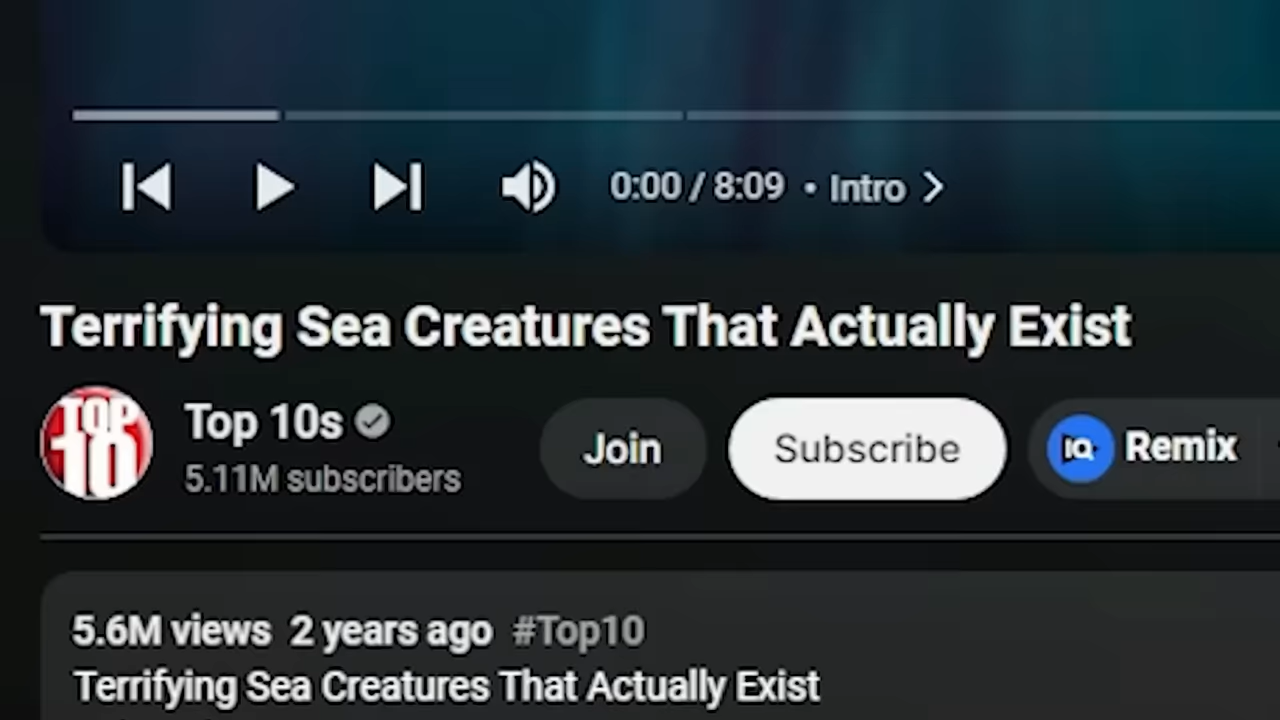 0:00 / 8:09 • Intro
Terrifying Sea Creatures That Actually Exist
TOP
10
Top 10s
5.11M subscribers
Join
Subscribe
IQ
Remix
5.6M views 2 years ago #Top10
Terrifying Sea Creatures That Actually Exist